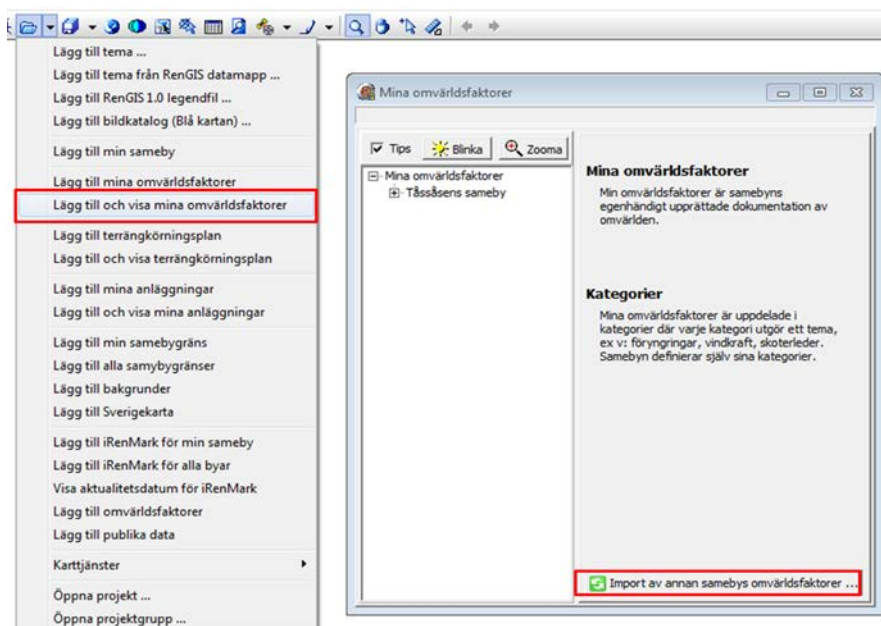 Lägg till tema ...
Lägg till tema från RenGIS datamapp ...
Lägg till RenGIS 1.0 legendfil ...
Lägg till bildkatalog (Blå kartan) ...
Lägg till min sameby
Lägg till mina omvärldsfaktorer
Lägg till och visa mina omvärldsfaktorer
Lägg till terrängkörningsplan
Lägg till och visa terrängkörningsplan
Lägg till mina anläggningar
Lägg till och visa mina anläggningar
Lägg till min samebygräns
Lägg till alla samybygränser
Lägg till bakgrunder
Lägg till Sverigekarta
Lägg till iRenMark för min sameby
Lägg till iRenMark för alla byar
Visa aktualitetsdatum för iRenMark
Lägg till omvärldsfaktorer
Lägg till publika data
Karttjänster
Öppna projekt ...
Öppna projektgrupp ...
Mina omvärldsfaktorer
Tips
Blinka
Zooma
Mina omvärldsfaktorer
Tåssåsens sameby
Mina omvärldsfaktorer
Min omvärldsfaktorer är samebyns
egenhändigt upprättade dokumentation av
omvärlden.
Kategorier
Mina omvärldsfaktorer är uppdelade i
kategorier där varje kategori utgör ett tema,
ex v: föryngringar, vindkraft, skoterleder.
Samebyn definierar själv sina kategorier.
Import av annan samebys omvärldsfaktorer ...